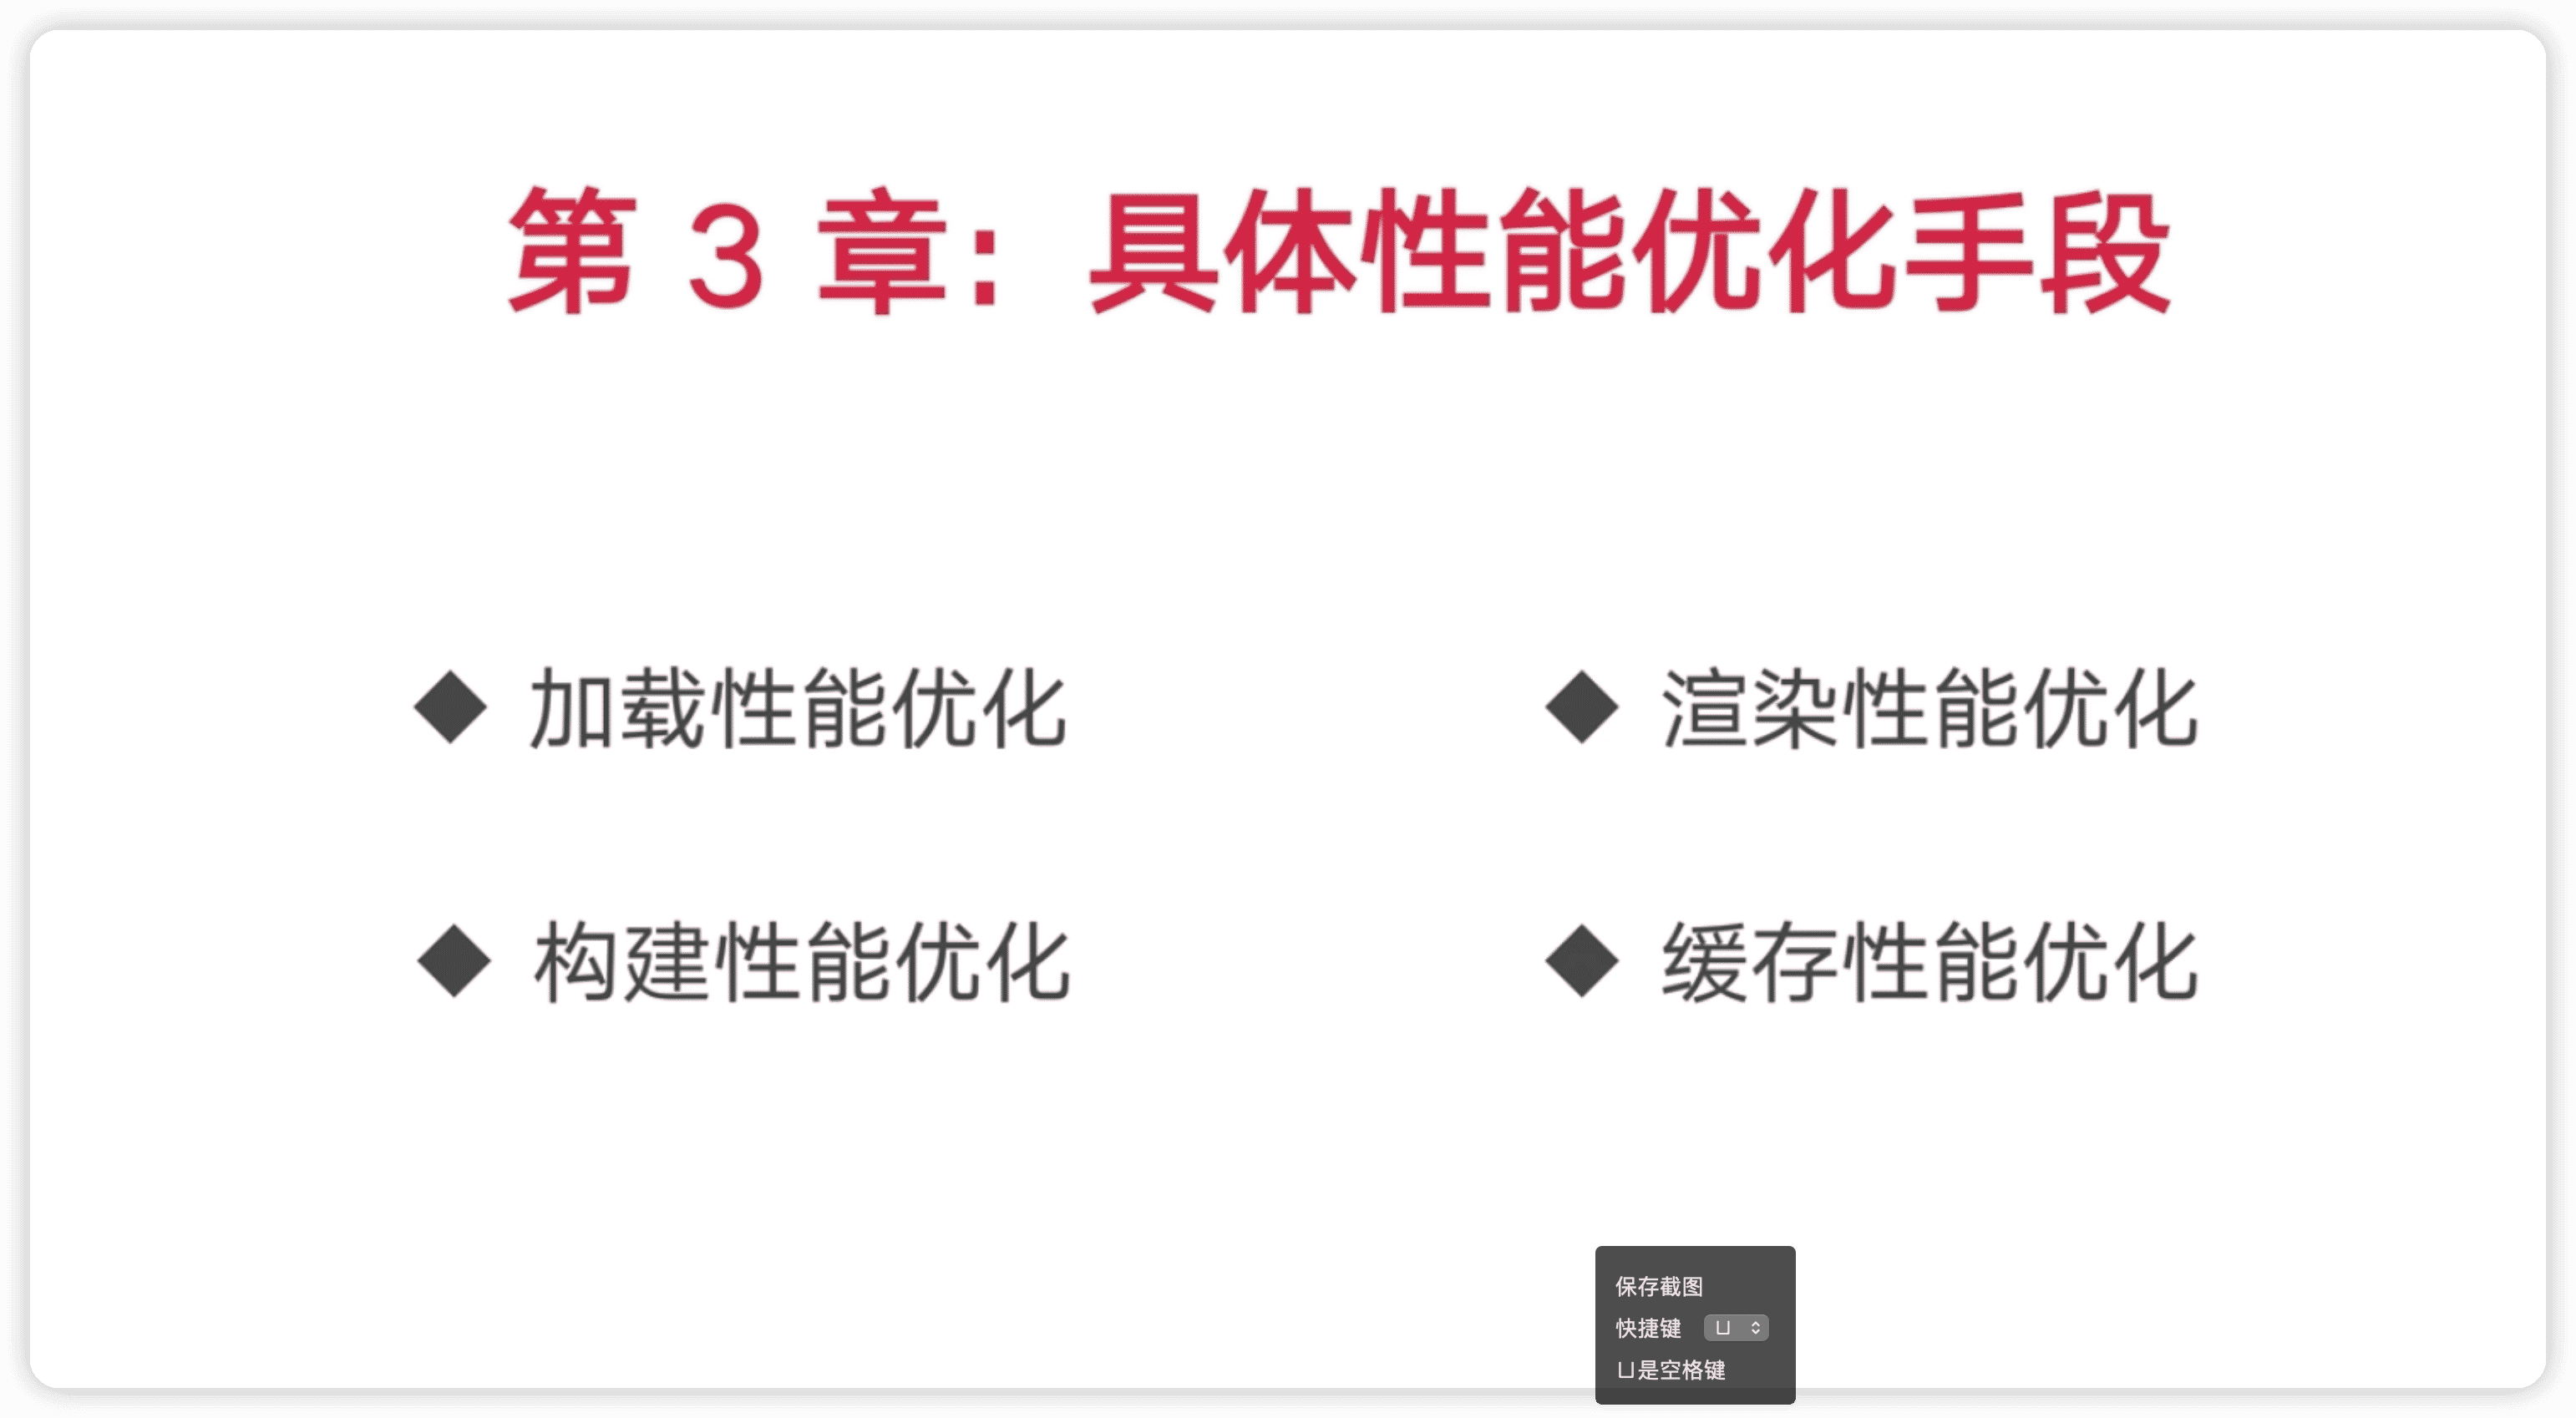 第 3 章：具体性能优化手段
◆ 加载性能优化
◆ 渲染性能优化
◆ 构建性能优化
◆ 缓存性能优化
保存截图
快捷键 ⊔
⊔是空格键